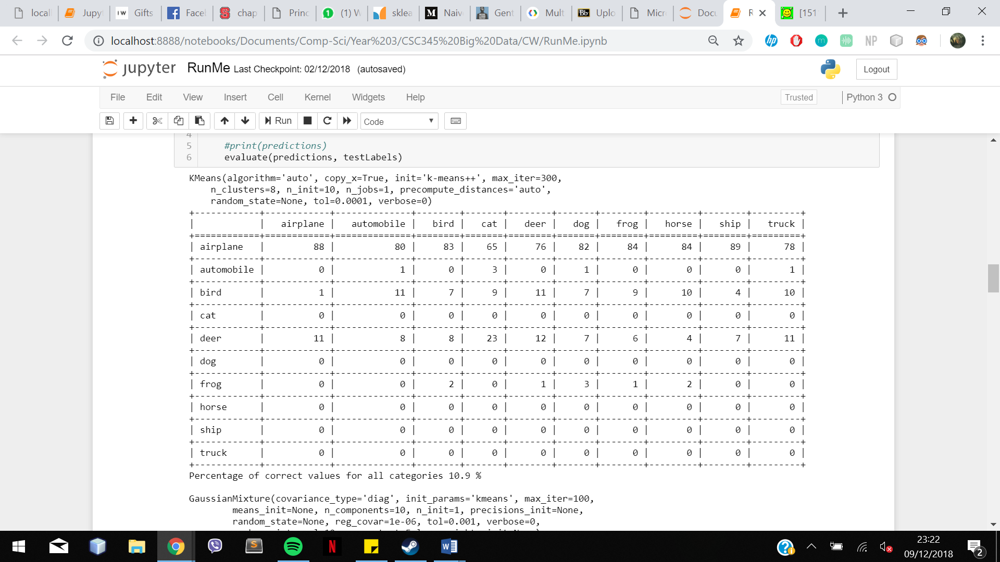 local Jupy IW Gifts Face chap Princ (1) W sklea M Naiv Gent Mult Bb Uplo Micr Docu R [151
localhost:8888/notebooks/Documents/Comp-Sci/Year%203/CSC345%20Big%20Data/CW/RunMe.ipynb hp m NP
jupyter RunMe Last Checkpoint: 02/12/2018 (autosaved) Logout
File Edit View Insert Cell Kernel Widgets Help Trusted Python 3
Run Code
4
5 #print(predictions)
6 evaluate(predictions, testLabels)
KMeans(algorithm='auto', copy_x=True, init='k-means++', max_iter=300,
n_clusters=8, n_init=10, n_jobs=1, precompute_distances='auto',
random_state=None, tol=0.0001, verbose=0)
| | airplane | automobile | bird | cat | deer | dog | frog | horse | ship | truck |
| airplane | 88 | 80 | 83 | 65 | 76 | 82 | 84 | 84 | 89 | 78 |
| automobile | 0 | 1 | 0 | 3 | 0 | 1 | 0 | 0 | 0 | 1 |
| bird | 1 | 11 | 7 | 9 | 11 | 7 | 9 | 10 | 4 | 10 |
| cat | 0 | 0 | 0 | 0 | 0 | 0 | 0 | 0 | 0 | 0 |
| deer | 11 | 8 | 8 | 23 | 12 | 7 | 6 | 4 | 7 | 11 |
| dog | 0 | 0 | 0 | 0 | 0 | 0 | 0 | 0 | 0 | 0 |
| frog | 0 | 0 | 2 | 0 | 1 | 3 | 1 | 2 | 0 | 0 |
| horse | 0 | 0 | 0 | 0 | 0 | 0 | 0 | 0 | 0 | 0 |
| ship | 0 | 0 | 0 | 0 | 0 | 0 | 0 | 0 | 0 | 0 |
| truck | 0 | 0 | 0 | 0 | 0 | 0 | 0 | 0 | 0 | 0 |
Percentage of correct values for all categories 10.9 %
GaussianMixture(covariance_type='diag', init_params='kmeans', max_iter=100,
means_init=None, n_components=10, n_init=1, precisions_init=None,
random_state=None, reg_covar=1e-06, tol=0.001, verbose=0,
23:22
09/12/2018
2